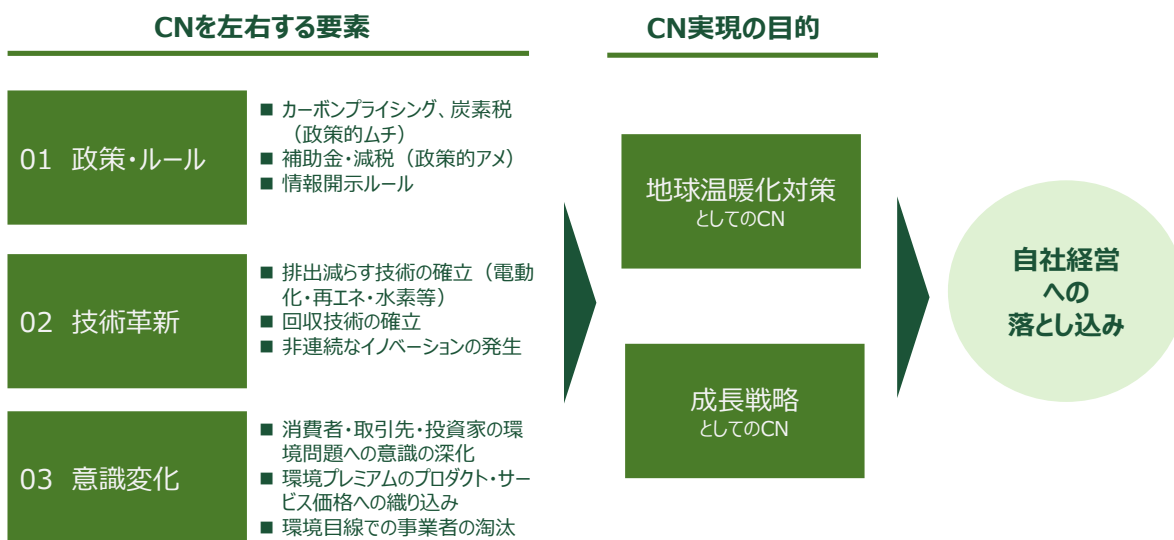 CNを左右する要素
01 政策・ルール
■ カーボンプライシング、炭素税
（政策的ムチ）
■ 補助金・減税（政策的アメ）
■ 情報開示ルール
02 技術革新
■ 排出減らす技術の確立（電動
化・再エネ・水素等）
■ 回収技術の確立
■ 非連続なイノベーションの発生
03 意識変化
■ 消費者・取引先・投資家の環
境問題への意識の深化
■ 環境プレミアムのプロダクト・サー
ビス価格への織り込み
■ 環境目線での事業者の淘汰
CN実現の目的
地球温暖化対策
としてのCN
成長戦略
としてのCN
自社経営
への
落とし込み